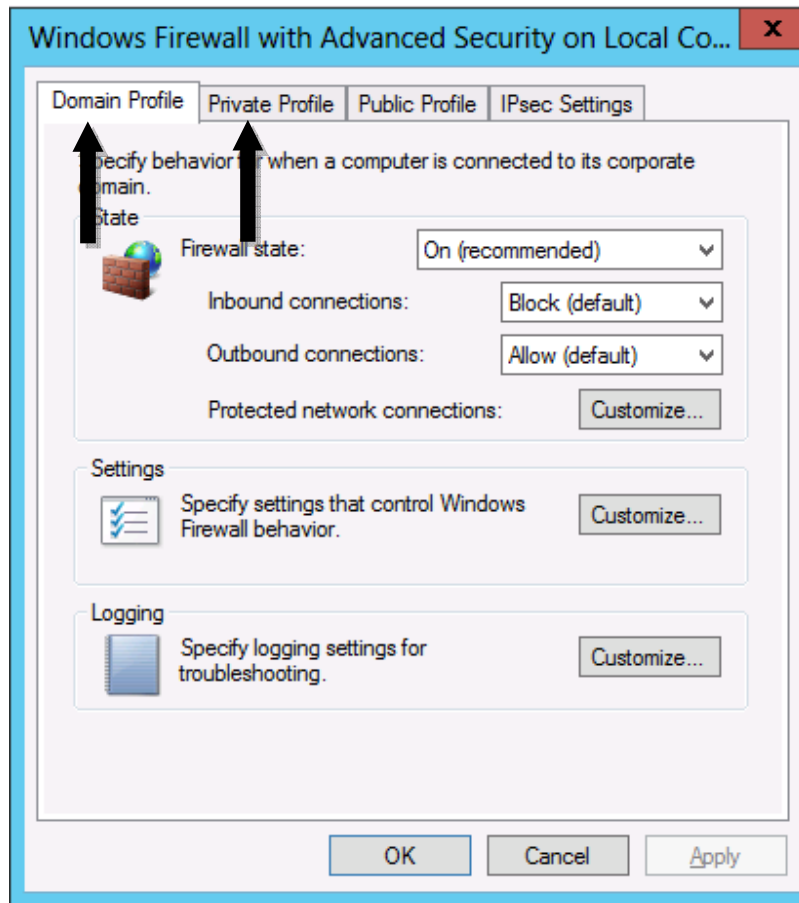 Windows Firewall with Advanced Security on Local Co...
x
Domain Profile Private Profile Public Profile IPsec Settings
behavior when a computer is connected to its corporate
State
Firewall state: On (recommended)
Inbound connections: Block (default)
Outbound connections: Allow (default)
Protected network connections: Customize...
Settings
Specify settings that control Windows Customize...
Firewall behavior.
Logging
Specify logging settings for Customize...
troubleshooting.
OK Cancel Apply